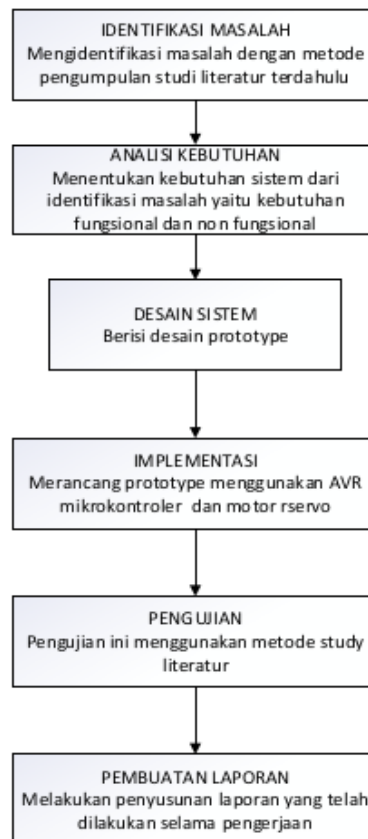 IDENTIFIKASI MASALAH
Mengidentifikasi masalah dengan metode
pengumpulan studi literatur terdahulu
ANALISI KEBUTUHAN
Menentukan kebutuhan sistem dari
identifikasi masalah yaitu kebutuhan
fungsional dan non fungsional
DESAIN SISTEM
Berisi desain prototype
IMPLEMENTASI
Merancang prototype menggunakan AVR
mikrokontroler dan motor rservo
PENGUJIAN
Pengujian ini menggunakan metode study
literatur
PEMBUATAN LAPORAN
Melakukan penyusunan laporan yang telah
dilakukan selama pengerjaan